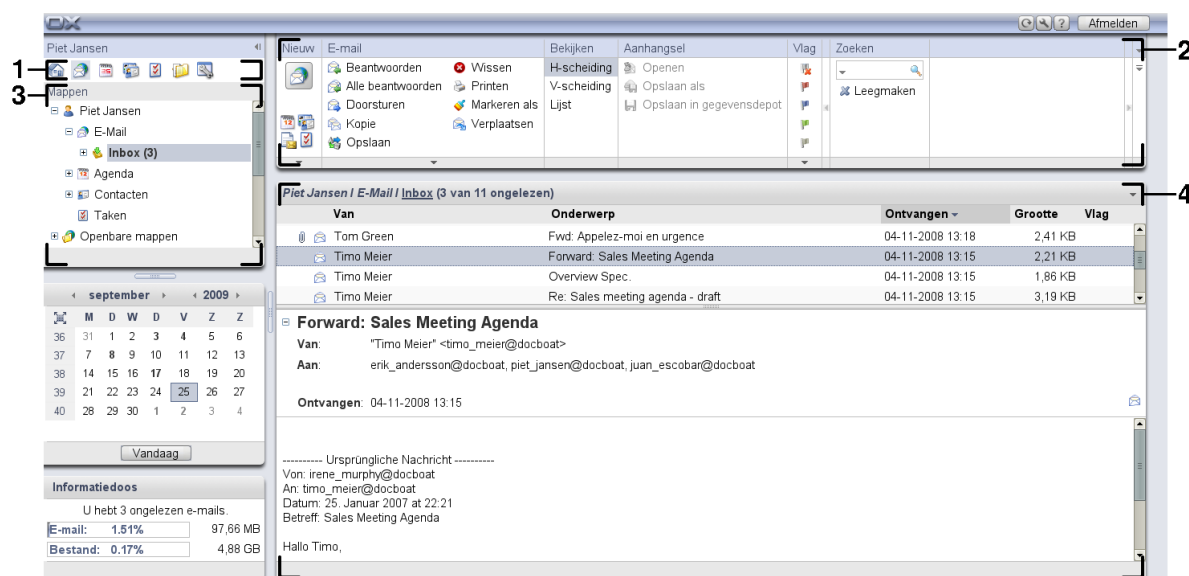 OX Afmelden
Piet Jansen
1
3
Mappen
Piet Jansen
E-Mail
Inbox (3)
Agenda
Contacten
Taken
Openbare mappen
Nieuw E-mail Bekijken Aanhangsel Vlag Zoeken
2
Beantwoorden Wissen H-scheiding Openen
Alle beantwoorden Printen V-scheiding Opslaan als Leegmaken
Doorsturen Markeren als Lijst Opslaan in gegevensdepot
Kopie Verplaatsen
Opslaan
Piet Jansen / E-Mail / Inbox (3 van 11 ongelezen)
4
Van Onderwerp Ontvangen Grootte Vlag
Tom Green Fwd: Appelez-moi en urgence 04-11-2008 13:18 2,41 KB
Timo Meier Forward: Sales Meeting Agenda 04-11-2008 13:15 2,21 KB
Timo Meier Overview Spec. 04-11-2008 13:15 1,86 KB
Timo Meier Re: Sales meeting agenda - draft 04-11-2008 13:15 3,19 KB
september 2009
M D W D V Z Z
36 31 1 2 3 4 5 6
37 7 8 9 10 11 12 13
38 14 15 16 17 18 19 20
39 21 22 23 24 25 26 27
40 28 29 30 1 2 3 4
Vandaag
Informatiedoos
U hebt 3 ongelezen e-mails.
E-mail: 1.51% 97,66 MB
Bestand: 0.17% 4,88 GB
Forward: Sales Meeting Agenda
Van: "Timo Meier" <timo_meier@docboat>
Aan: erik_andersson@docboat, piet_jansen@docboat, juan_escobar@docboat
Ontvangen: 04-11-2008 13:15
---------- Ursprüngliche Nachricht ----------
Von: irene_murphy@docboat
An: timo_meier@docboat
Datum: 25. Januar 2007 at 22:21
Betreff: Sales Meeting Agenda
Hallo Timo,